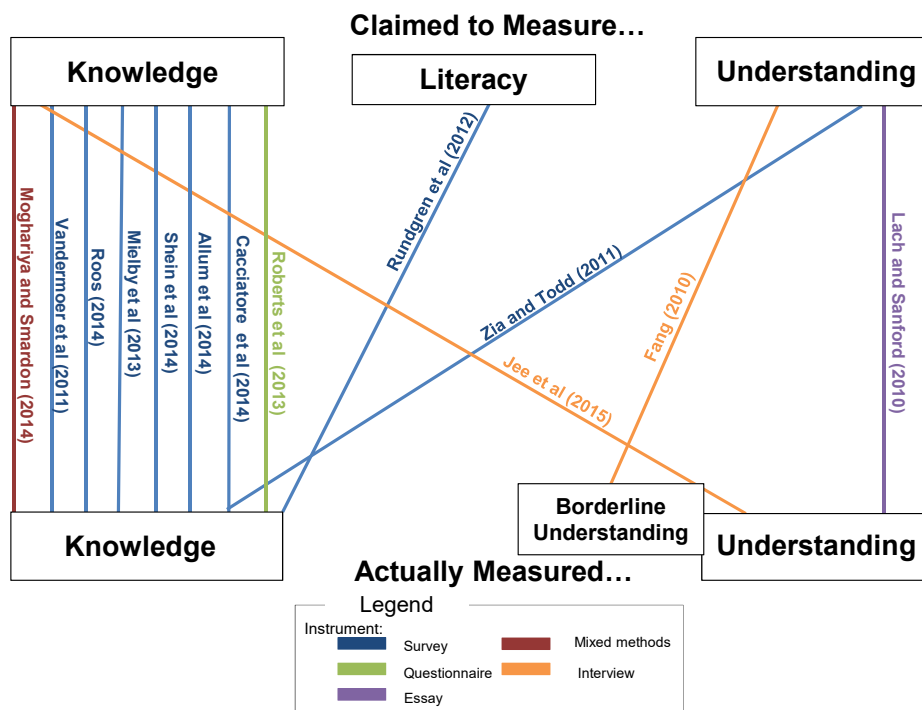 Claimed to Measure…
Knowledge
Literacy
Understanding
Moghariya and Smardon (2014)
Vandermoer et al (2011)
Roos (2014)
Mielby et al (2013)
Shein et al (2014)
Allum et al (2014)
Cacciatore et al (2014)
Roberts et al (2013)
Rundgren et al (2012)
Zia and Todd (2011)
Jee et al (2015)
Fang (2010)
Lach and Sanford (2010)
Knowledge
Borderline
Understanding
Understanding
Actually Measured…
Legend
Instrument:
Survey
Mixed methods
Questionnaire
Interview
Essay